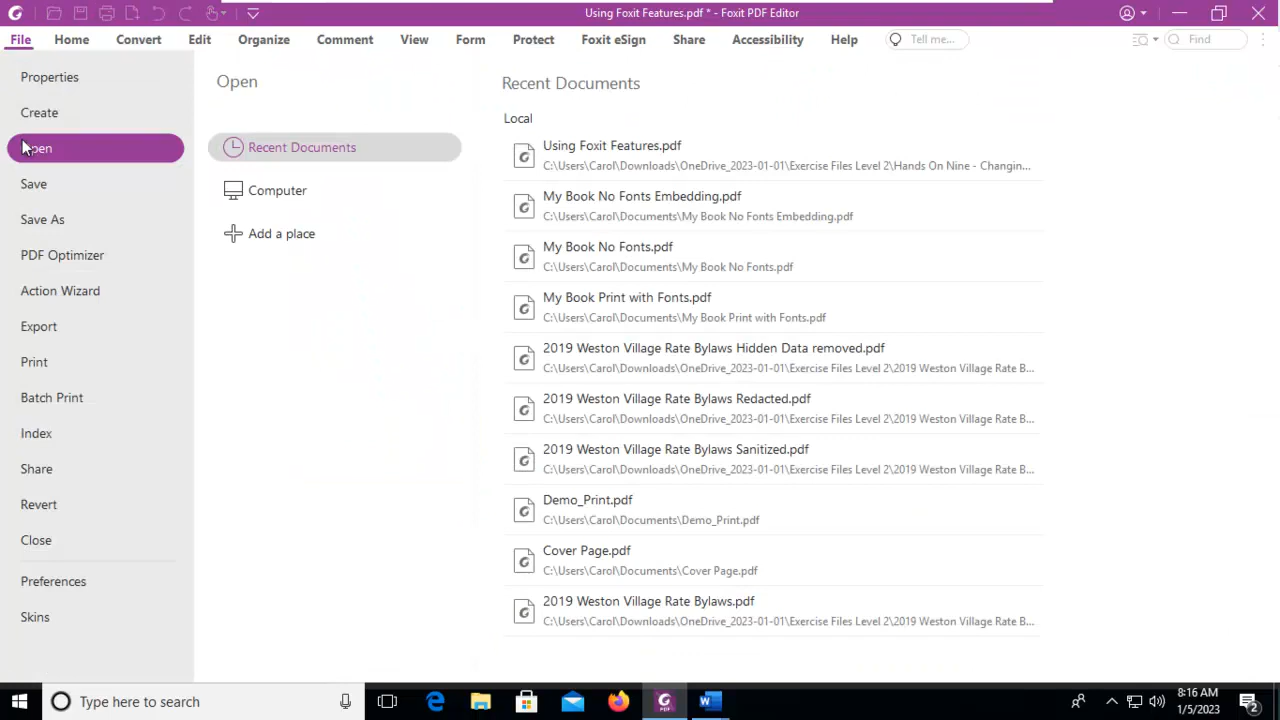 Using Foxit Features.pdf * - Foxit PDF Editor
File Home Convert Edit Organize Comment View Form Protect Foxit eSign Share Accessibility Help Tell me... Find
Properties
Create
Open
Save
Save As
PDF Optimizer
Action Wizard
Export
Print
Batch Print
Index
Share
Revert
Close
Preferences
Skins
Open
Recent Documents
Computer
Add a place
Recent Documents
Local
Using Foxit Features.pdf
C:\Users\Carol\Downloads\OneDrive_2023-01-01\Exercise Files Level 2\Hands On Nine - Changin...
My Book No Fonts Embedding.pdf
C:\Users\Carol\Documents\My Book No Fonts Embedding.pdf
My Book No Fonts.pdf
C:\Users\Carol\Documents\My Book No Fonts.pdf
My Book Print with Fonts.pdf
C:\Users\Carol\Documents\My Book Print with Fonts.pdf
2019 Weston Village Rate Bylaws Hidden Data removed.pdf
C:\Users\Carol\Downloads\OneDrive_2023-01-01\Exercise Files Level 2\2019 Weston Village Rate B...
2019 Weston Village Rate Bylaws Redacted.pdf
C:\Users\Carol\Downloads\OneDrive_2023-01-01\Exercise Files Level 2\2019 Weston Village Rate B...
2019 Weston Village Rate Bylaws Sanitized.pdf
C:\Users\Carol\Downloads\OneDrive_2023-01-01\Exercise Files Level 2\2019 Weston Village Rate B...
Demo_Print.pdf
C:\Users\Carol\Documents\Demo_Print.pdf
Cover Page.pdf
C:\Users\Carol\Documents\Cover Page.pdf
2019 Weston Village Rate Bylaws.pdf
C:\Users\Carol\Downloads\OneDrive_2023-01-01\Exercise Files Level 2\2019 Weston Village Rate B...
Type here to search
8:16 AM
1/5/2023
2